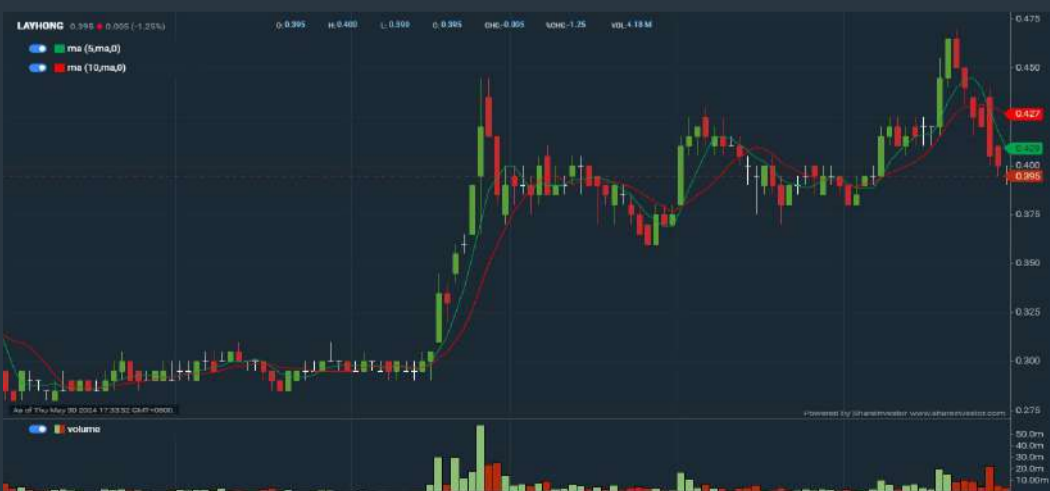 LAYHONG 0.395 0.005 (-1.25%) O: 0.395 H: 0.400 L: 0.390 C: 0.395 CHG:-0.005 %CHG:-1.25 VOL:4.18 M
ma (5,ma,0)
ma (10,ma,0)
0.475
0.450
0.427
0.400
0.395
0.375
0.350
0.325
0.300
0.275
As of Thu May 30 2024 17:33:52 GMT+0800
Powered by ShareInvestor www.shareinvestor.com
volume
50.0m
40.0m
30.0m
20.0m
10.00m